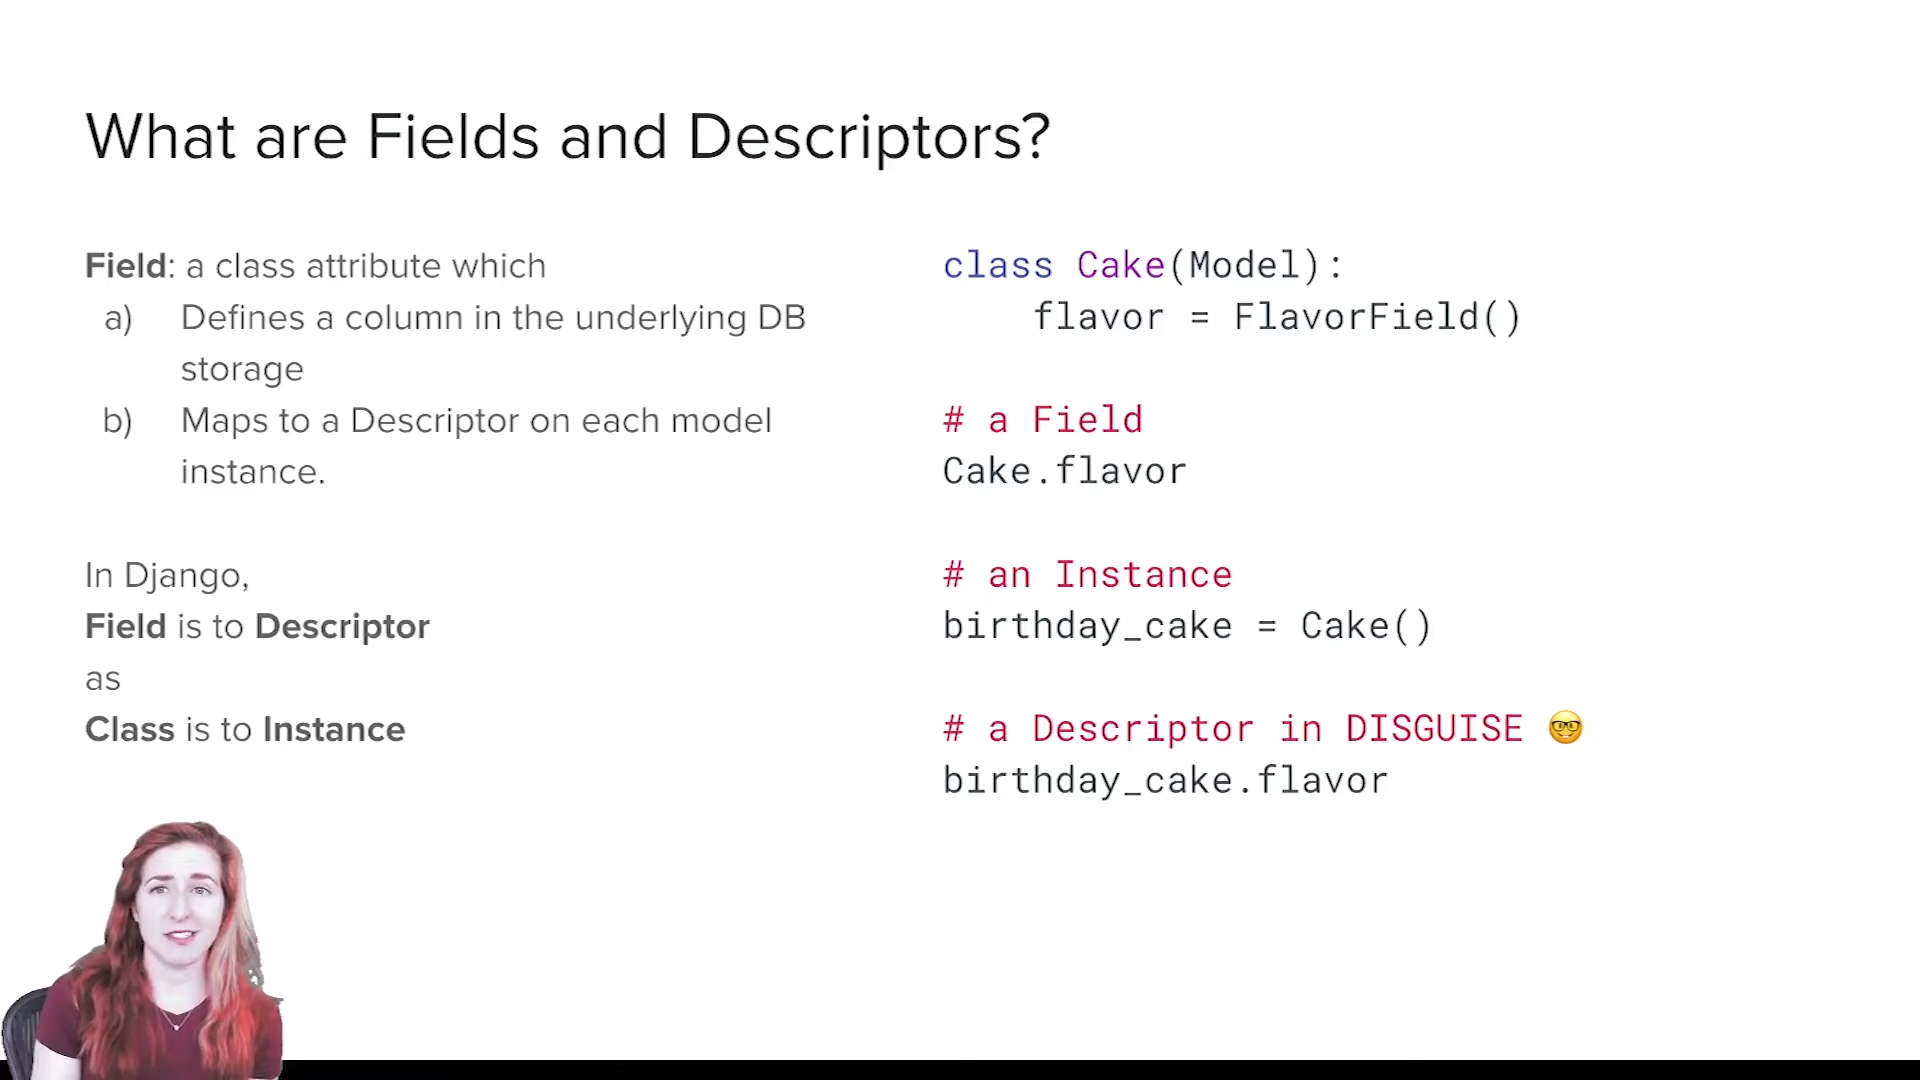 What are Fields and Descriptors?
Field: a class attribute which
a) Defines a column in the underlying DB
storage
b) Maps to a Descriptor on each model
instance.
In Django,
Field is to Descriptor
as
Class is to Instance
class Cake(Model):
    flavor = FlavorField()
# a Field
Cake.flavor
# an Instance
birthday_cake = Cake()
# a Descriptor in DISGUISE 🤓
birthday_cake.flavor